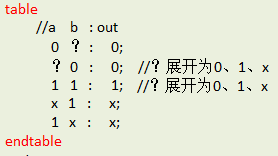 table
//a b : out
0 ? : 0;
? 0 : 0; //? 展开为0、1、x
1 1 : 1; //? 展开为0、1、x
x 1 : x;
1 x : x;
endtable